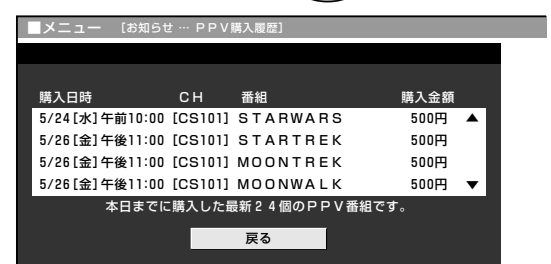 ■メニュー [お知らせ … ＰＰＶ購入履歴]
購入日時 ＣＨ 番組 購入金額
5/24[水]午前10:00 [CS101] ＳＴＡＲＷＡＲＳ 500円 ▲
5/26[金]午後11:00 [CS101] ＳＴＡＲＴＲＥＫ 500円
5/26[金]午後11:00 [CS101] ＭＯＯＮＴＲＥＫ 500円
5/26[金]午後11:00 [CS101] ＭＯＯＮＷＡＬＫ 500円 ▼
本日までに購入した最新２４個のＰＰＶ番組です。
戻る